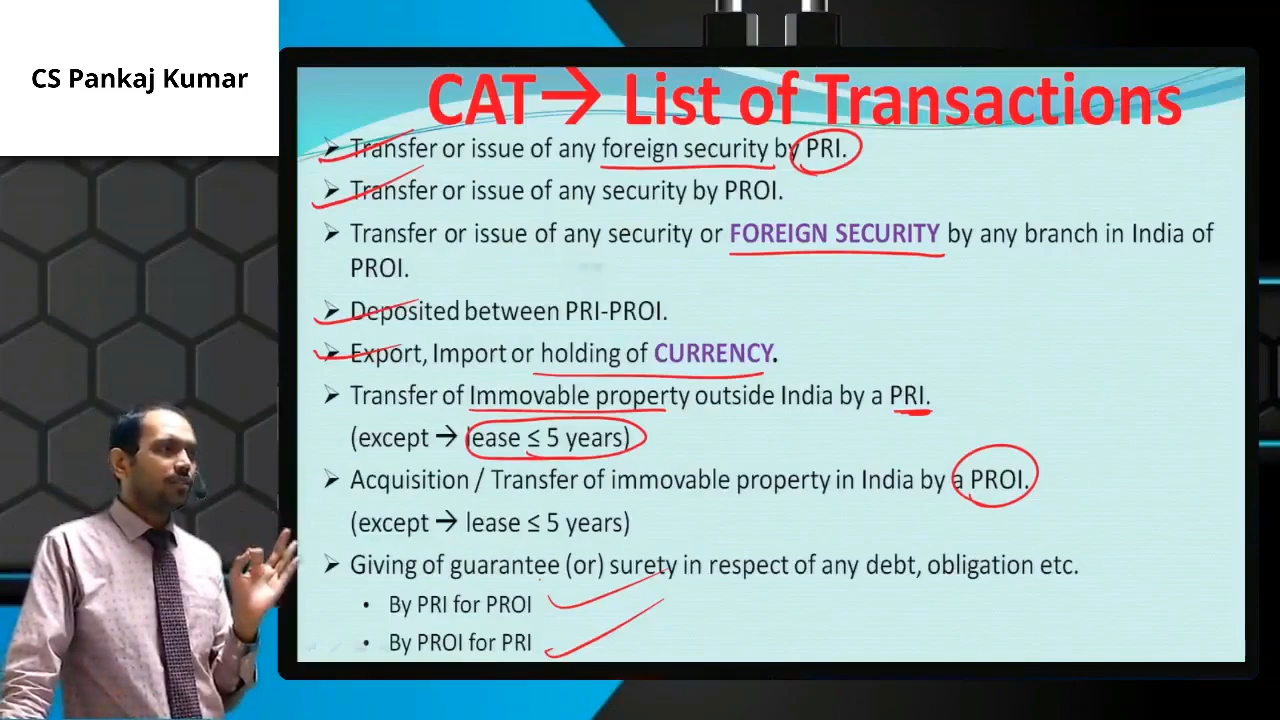 CS Pankaj Kumar
CAT→ List of Transactions
➢ Transfer or issue of any foreign security by PRI.
➢ Transfer or issue of any security by PROI.
➢ Transfer or issue of any security or FOREIGN SECURITY by any branch in India of
PROI.
➢ Deposited between PRI-PROI.
➢ Export, Import or holding of CURRENCY.
➢ Transfer of Immovable property outside India by a PRI.
(except → lease ≤ 5 years)
➢ Acquisition / Transfer of immovable property in India by a PROI.
(except → lease ≤ 5 years)
➢ Giving of guarantee (or) surety in respect of any debt, obligation etc.
• By PRI for PROI
• By PROI for PRI